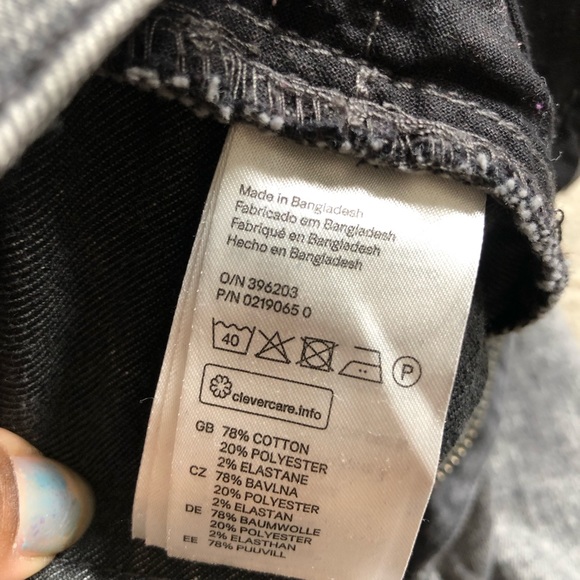 Made in Bangladesh
Fabricado em Bangladesh
Fabriqué en Bangladesh
Hecho en Bangladesh
O/N 396203
P/N 0219065 0
40
P
clevercare.info
GB 78% COTTON
20% POLYESTER
2% ELASTANE
CZ 78% BAVLNA
20% POLYESTER
2% ELASTAN
DE 78% BAUMWOLLE
20% POLYESTER
2% ELASTHAN
EE 78% PUUVILL